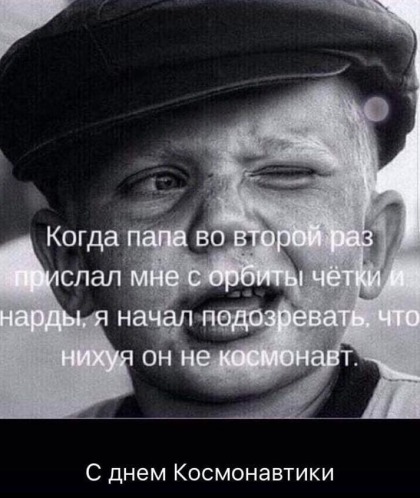 Когда папа во второй раз
прислал мне с орбиты чётки и
нарды, я начал подозревать, что
нихуя он не космонавт.
С днем Космонавтики